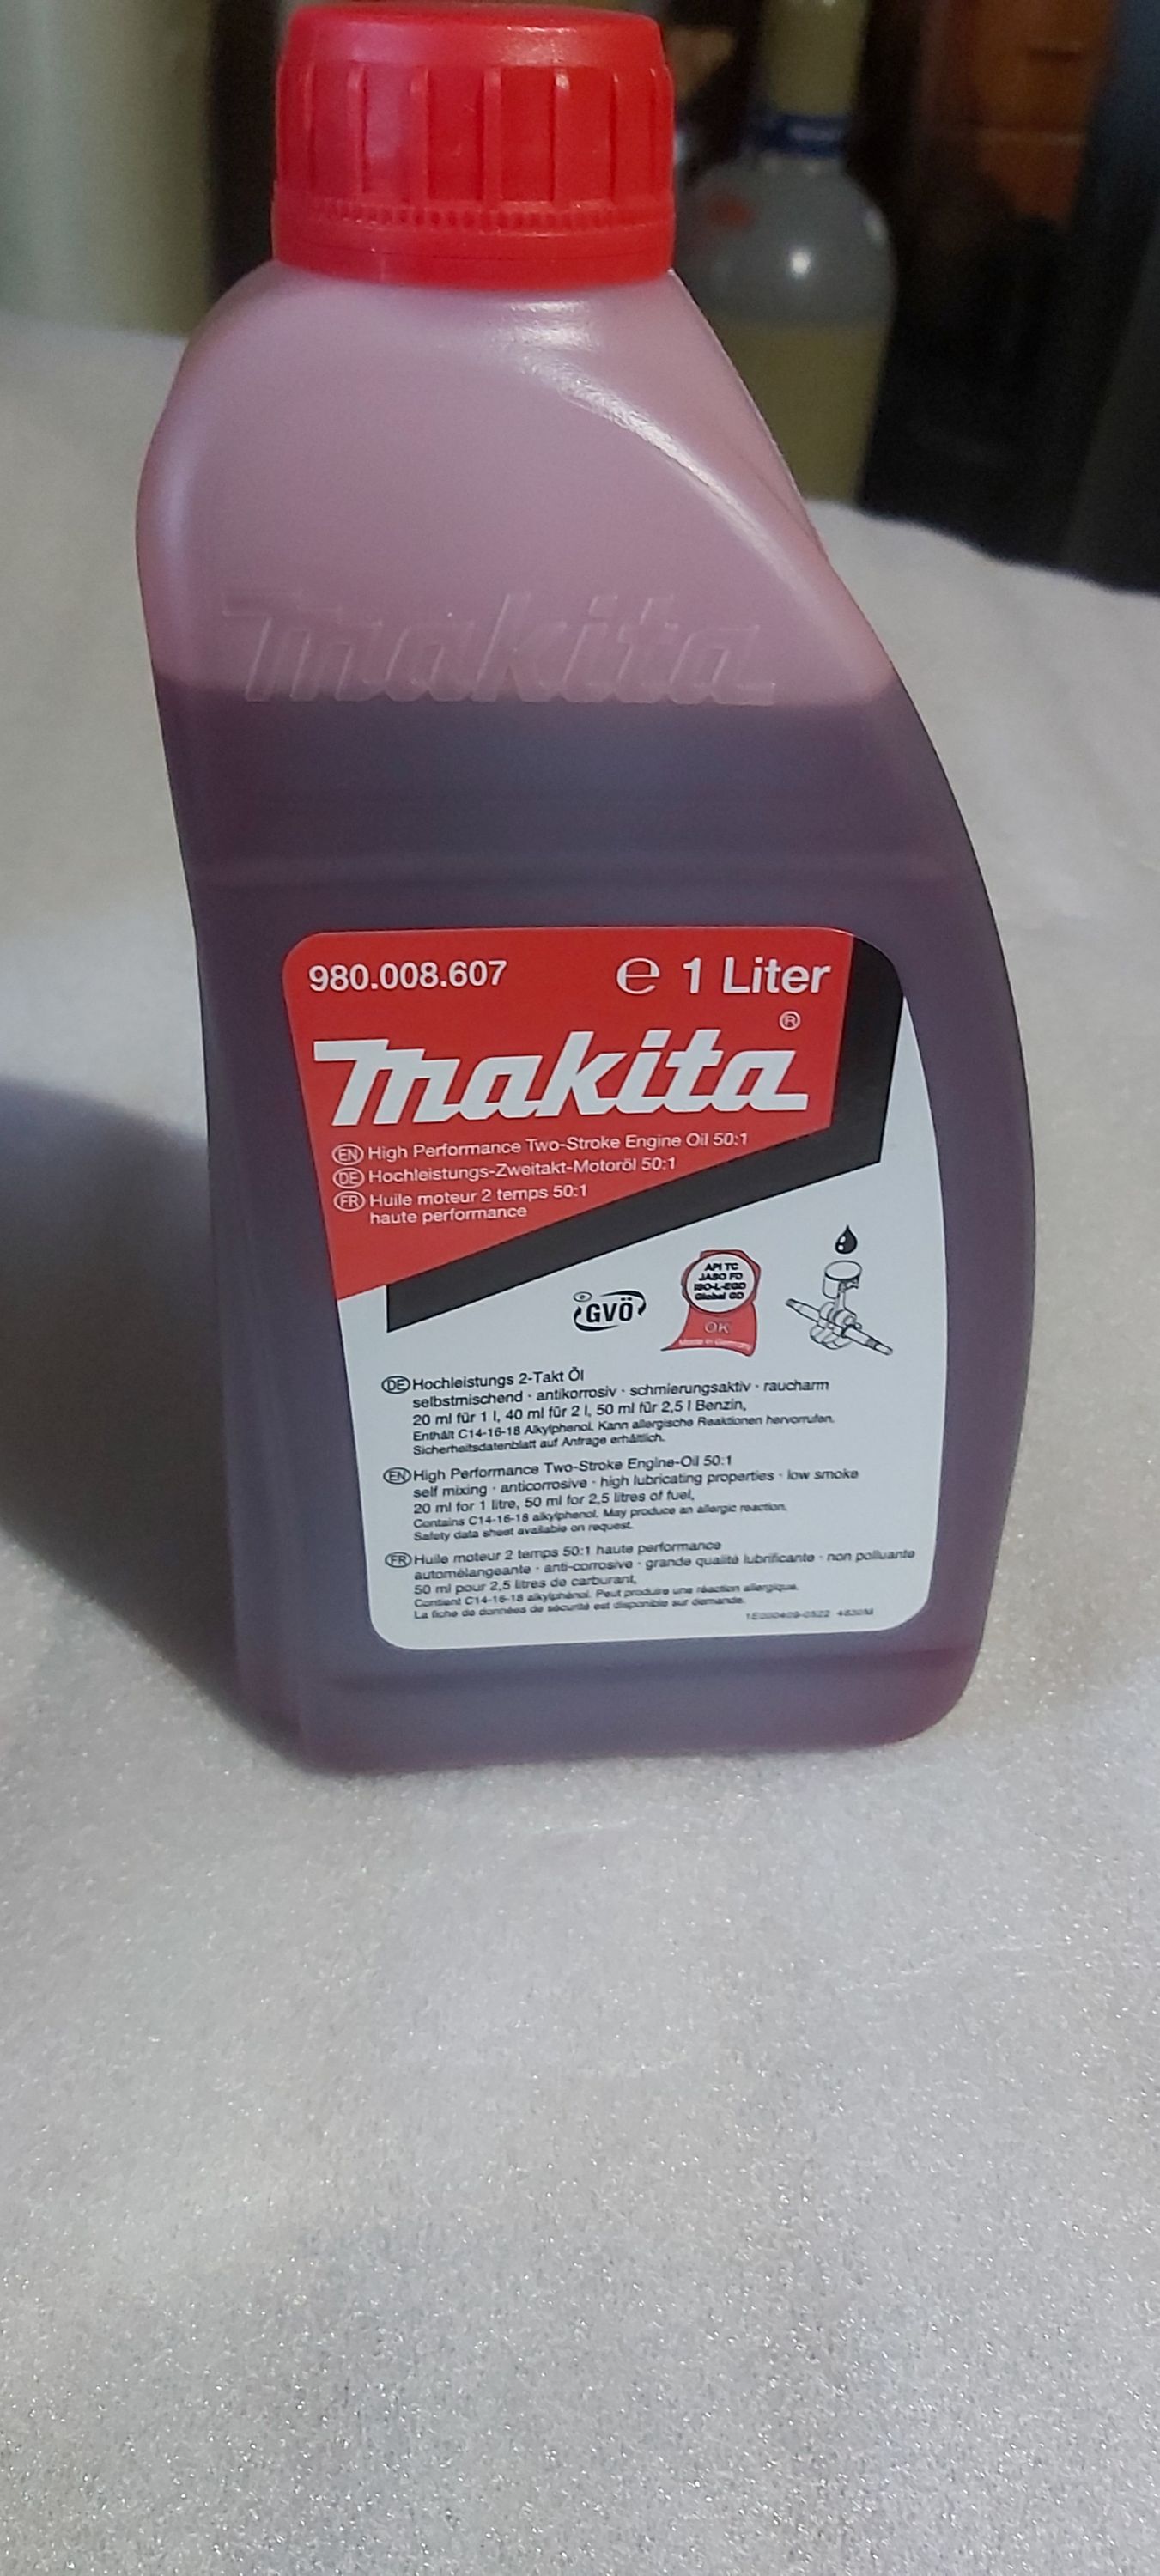 makita
980.008.607 ℮ 1 Liter
makita®
EN High Performance Two-Stroke Engine Oil 50:1
DE Hochleistungs-Zweitakt-Motoröl 50:1
FR Huile moteur 2 temps 50:1
haute performance
GVÖ
API TC
JASO FD
ISO-L-EGD
Global GD
OK
Made in Germany
DE Hochleistungs 2-Takt Öl
selbstmischend · antikorrosiv · schmierungsaktiv · raucharm
20 ml für 1 l, 40 ml für 2 l, 50 ml für 2,5 l Benzin,
Enthält C14-16-18 Alkylphenol. Kann allergische Reaktionen hervorrufen.
Sicherheitsdatenblatt auf Anfrage erhältlich.
EN High Performance Two-Stroke Engine-Oil 50:1
self mixing · anticorrosive · high lubricating properties · low smoke
20 ml for 1 litre, 50 ml for 2,5 litres of fuel,
Contains C14-16-18 alkylphenol. May produce an allergic reaction.
Safety data sheet available on request.
FR Huile moteur 2 temps 50:1 haute performance
automélangeante · anti-corrosive · grande qualité lubrificante · non polluante
50 ml pour 2,5 litres de carburant,
Contient C14-16-18 alkylphénol. Peut produire une réaction allergique.
La fiche de données de sécurité est disponible sur demande.